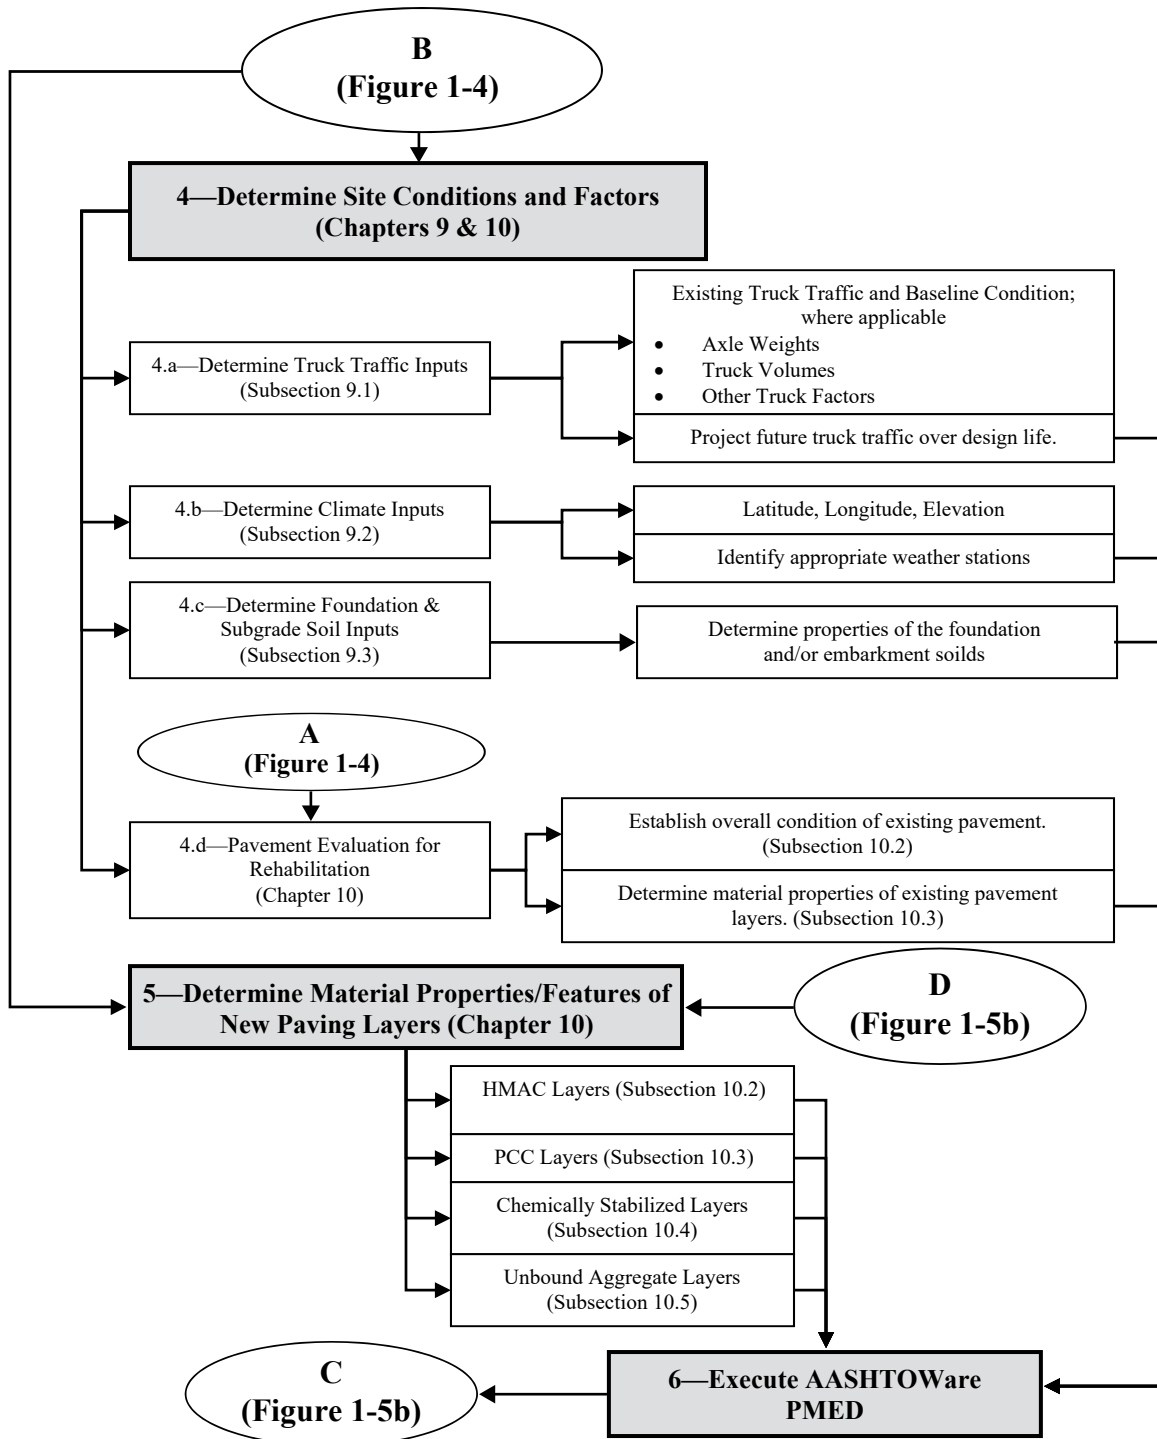 B
(Figure 1-4)
4—Determine Site Conditions and Factors
(Chapters 9 & 10)
Existing Truck Traffic and Baseline Condition;
where applicable
• Axle Weights
• Truck Volumes
• Other Truck Factors
4.a—Determine Truck Traffic Inputs
(Subsection 9.1)
Project future truck traffic over design life.
4.b—Determine Climate Inputs
(Subsection 9.2)
Latitude, Longitude, Elevation
Identify appropriate weather stations
4.c—Determine Foundation &
Subgrade Soil Inputs
(Subsection 9.3)
Determine properties of the foundation
and/or embarkment soilds
A
(Figure 1-4)
4.d—Pavement Evaluation for
Rehabilitation
(Chapter 10)
Establish overall condition of existing pavement.
(Subsection 10.2)
Determine material properties of existing pavement
layers. (Subsection 10.3)
5—Determine Material Properties/Features of
New Paving Layers (Chapter 10)
D
(Figure 1-5b)
HMAC Layers (Subsection 10.2)
PCC Layers (Subsection 10.3)
Chemically Stabilized Layers
(Subsection 10.4)
Unbound Aggregate Layers
(Subsection 10.5)
C
(Figure 1-5b)
6—Execute AASHTOWare
PMED